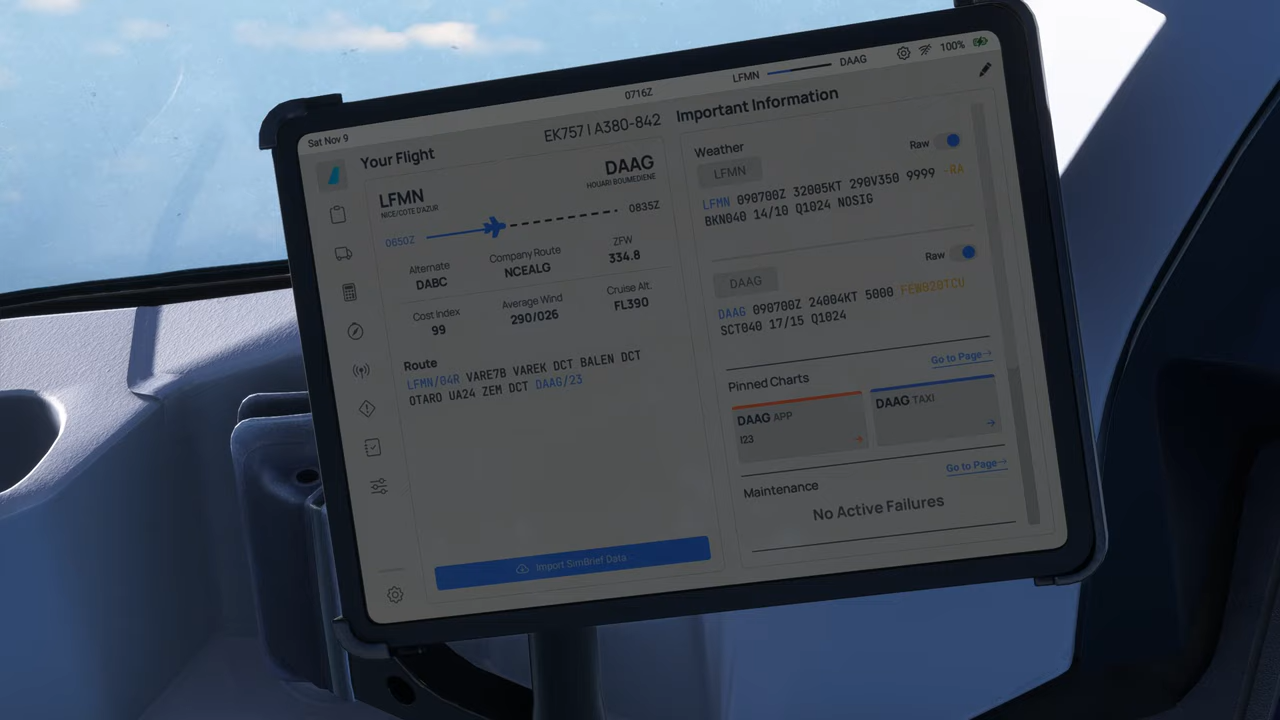 Sat Nov 9
0716Z
LFMN
DAAG
100%
Your Flight
EK757 | A380-842
LFMN
NICE/COTE D'AZUR
DAAG
HOUARI BOUMEDIENE
0650Z
0835Z
Alternate
DABC
Company Route
NCEALG
ZFW
334.8
Cost Index
99
Average Wind
290/026
Cruise Alt.
FL390
Route
LFMN/04R VARE7B VAREK DCT BALEN DCT
OTARO UA24 ZEM DCT DAAG/23
Import SimBrief Data
Important Information
Weather
Raw
LFMN
LFMN 090700Z 32005KT 290V350 9999 -RA
BKN040 14/10 Q1024 NOSIG
Raw
DAAG
DAAG 090700Z 24004KT 5000 FEW020TCU
SCT040 17/15 Q1024
Pinned Charts
Go to Page
DAAG APP
I23
DAAG TAXI
Maintenance
Go to Page
No Active Failures